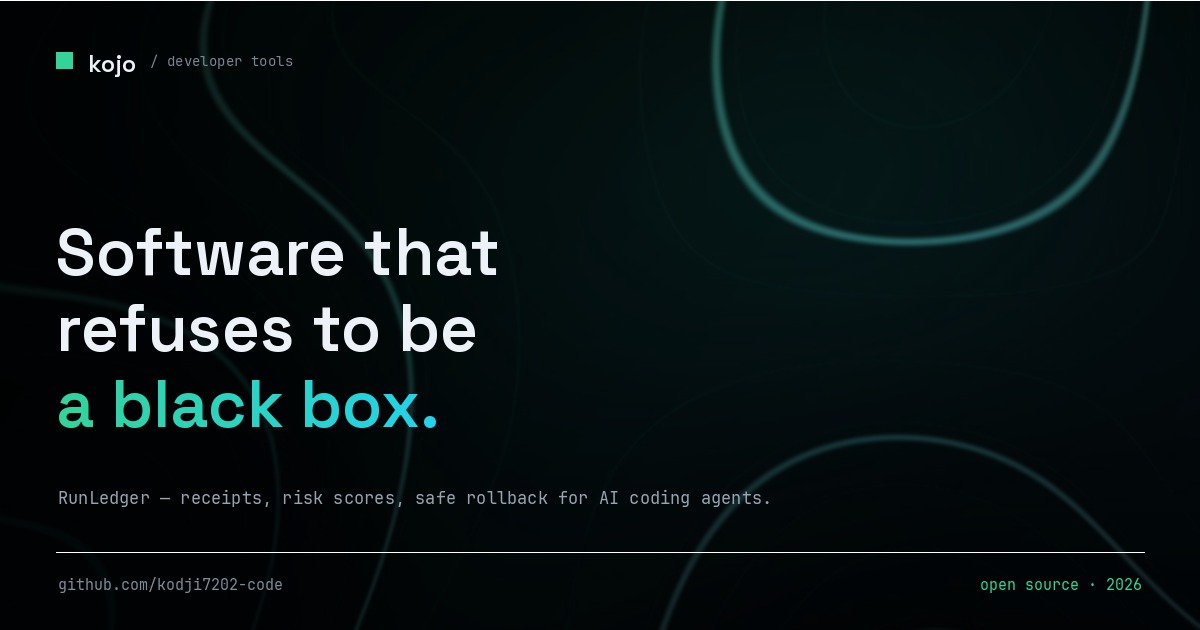 kojo / developer tools
Software that
refuses to be
a black box.
RunLedger — receipts, risk scores, safe rollback for AI coding agents.
github.com/kodji7202-code
open source · 2026